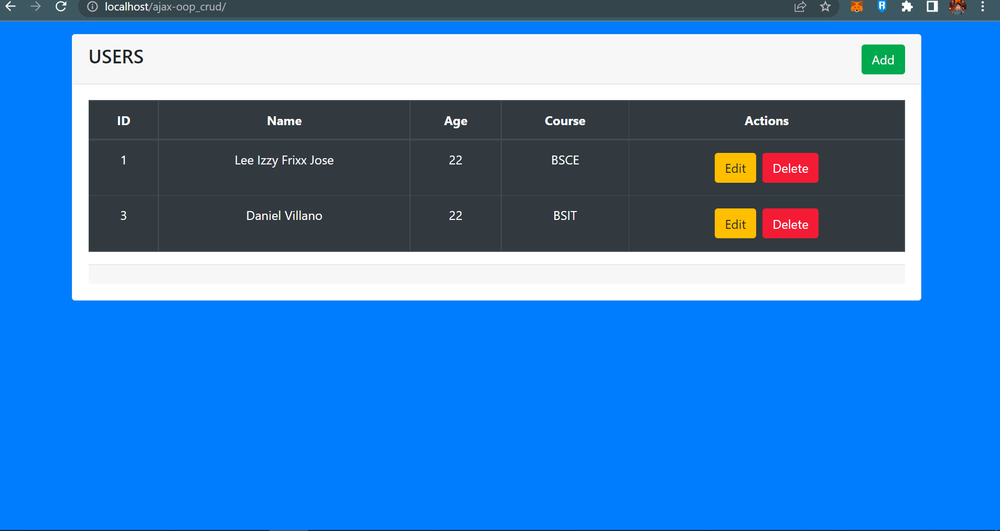 localhost/ajax-oop_crud/
USERS
Add
ID Name Age Course Actions
1 Lee Izzy Frixx Jose 22 BSCE Edit Delete
3 Daniel Villano 22 BSIT Edit Delete